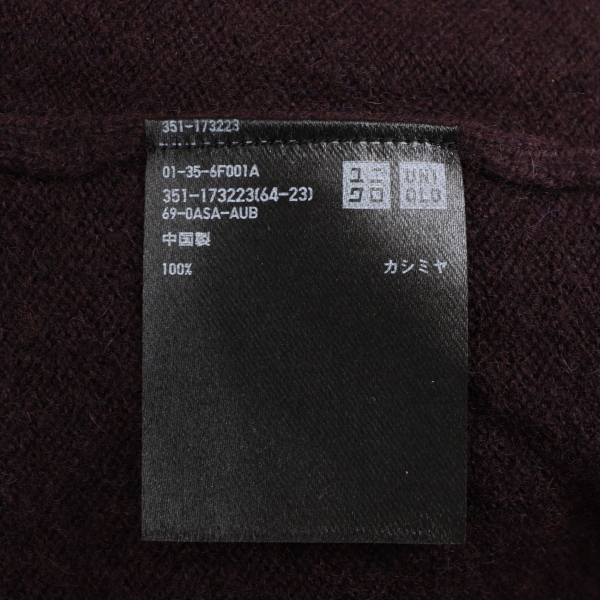 351-173223
01-35-6F001A
351-173223(64-23)
69-0ASA-AUB
中国製
100% カシミヤ
ユニ
クロ
UNI
QLO